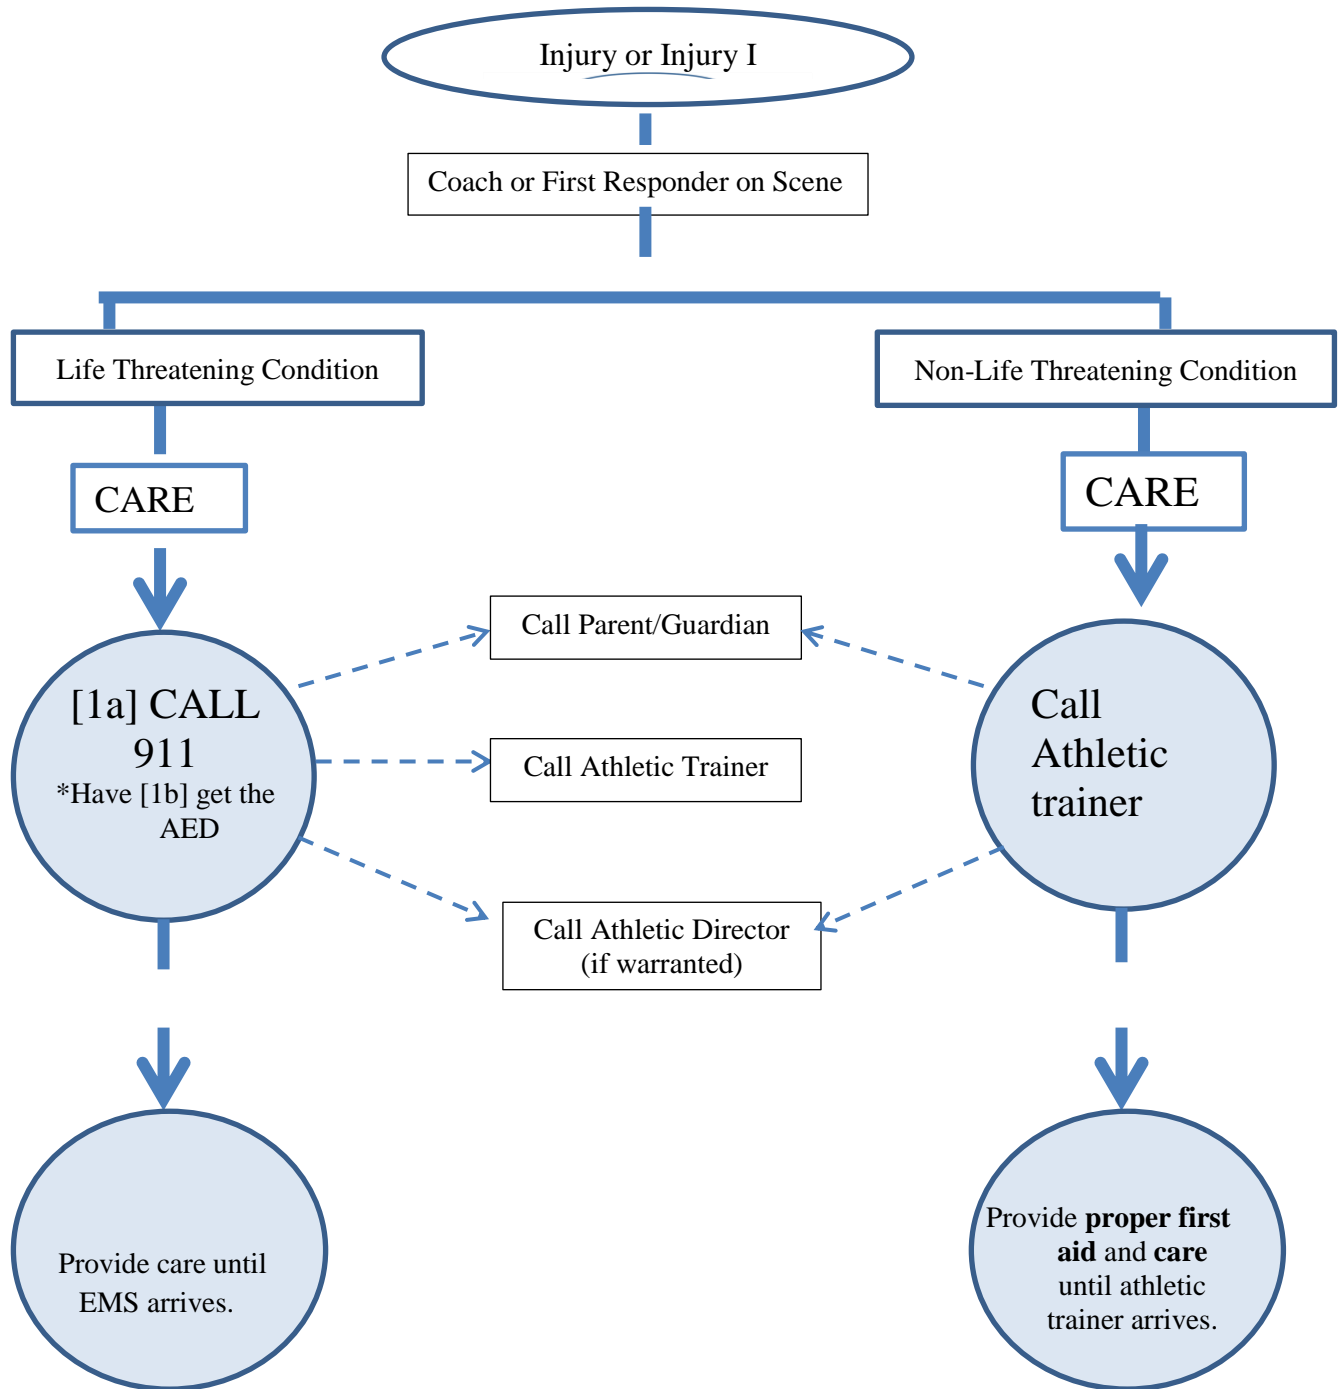 Injury or Injury I
Coach or First Responder on Scene
Life Threatening Condition
Non-Life Threatening Condition
CARE
CARE
Call Parent/Guardian
[1a] CALL
911
*Have [1b] get the
AED
Call Athletic Trainer
Call
Athletic
trainer
Call Athletic Director
(if warranted)
Provide care until
EMS arrives.
Provide proper first
aid and care
until athletic
trainer arrives.